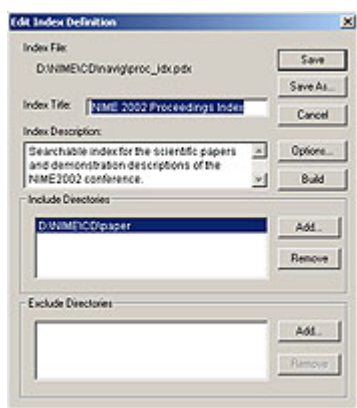 Edit Index Definition
Index File:
D:\NIME\CD\navig\proc_idx.pdx
Save
Save As...
Index Title: NIME 2002 Proceedings Index
Cancel
Index Description:
Searchable index for the scientific papers
and demonstration descriptions of the
NIME2002 conference.
Options...
Build
Include Directories
D:\NIME\CD\paper
Add...
Remove
Exclude Directories
Add...
Remove